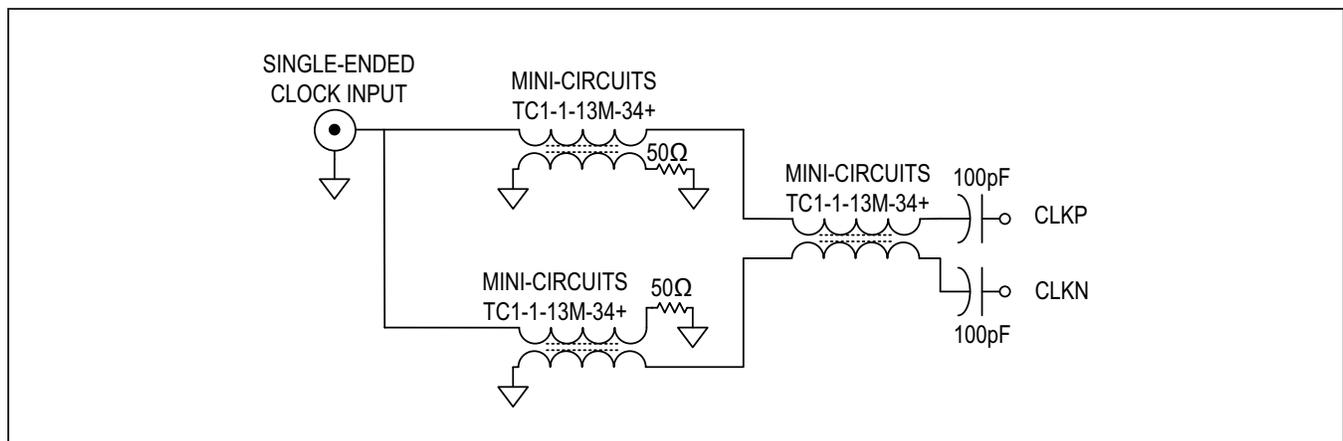 SINGLE-ENDED
CLOCK INPUT
MINI-CIRCUITS
TC1-1-13M-34+
50Ω
MINI-CIRCUITS
TC1-1-13M-34+
100pF
CLKP
MINI-CIRCUITS
TC1-1-13M-34+
50Ω
CLKN
100pF